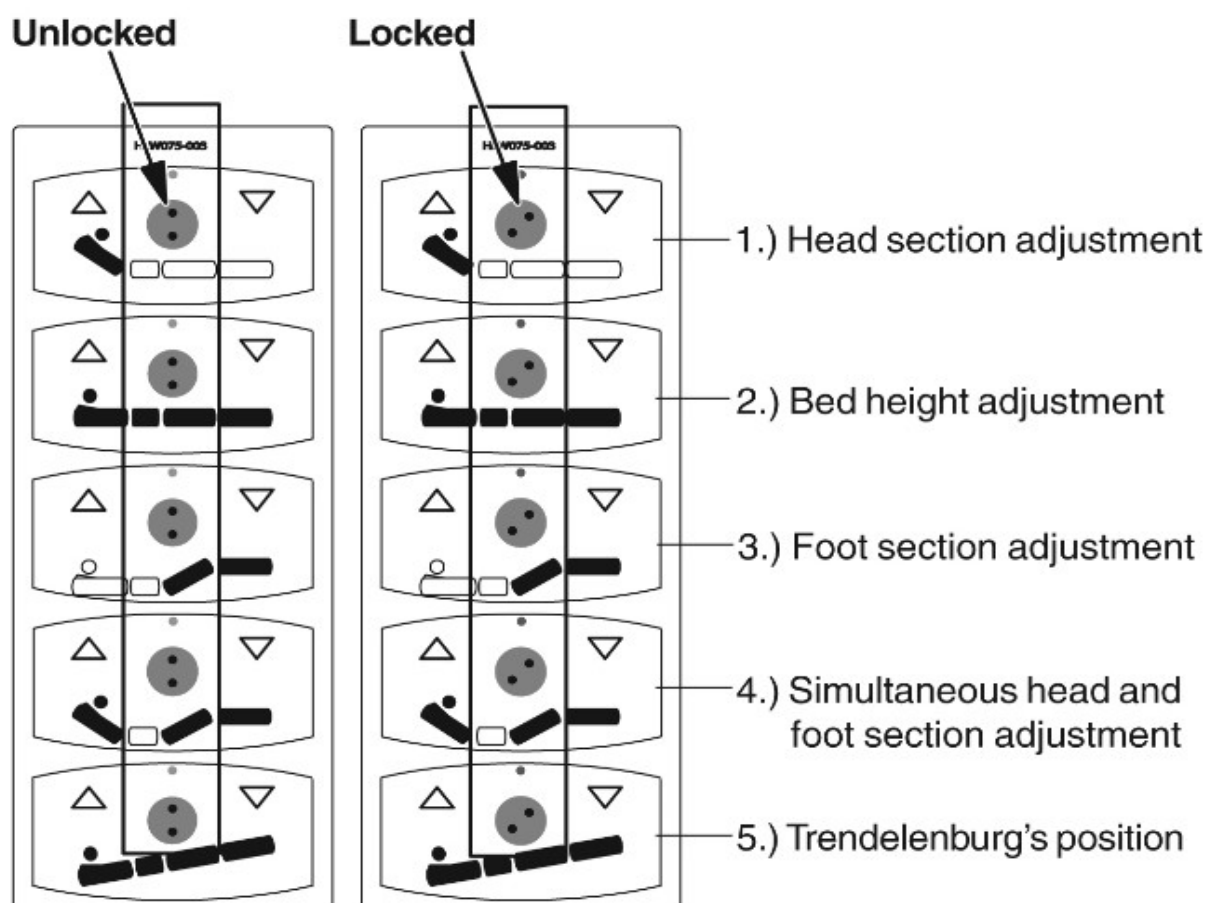 Unlocked
Locked
1.) Head section adjustment
2.) Bed height adjustment
3.) Foot section adjustment
4.) Simultaneous head and
foot section adjustment
5.) Trendelenburg's position